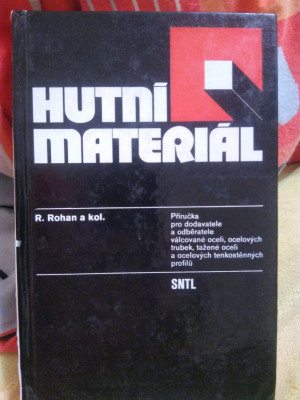 HUTNÍ
MATERIÁL
R. Rohan a kol.
Příručka
pro dodavatele
a odběratele
válcované oceli, ocelových
trubek, tažené oceli
a ocelových tenkostěnných
profilů
SNTL